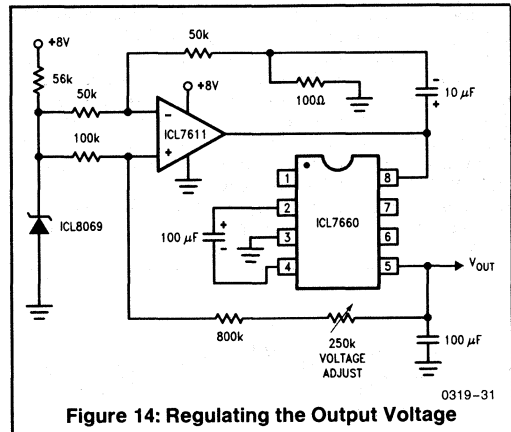 +8V
56k
50k
50k
+8V
100Ω
10 μF
-
+
100k
ICL7611
-
+
ICL8069
1
2
3
4
8
7
6
5
ICL7660
100 μF
+
-
VOUT
800k
250k
VOLTAGE
ADJUST
100 μF
0319-31
Figure 14: Regulating the Output Voltage